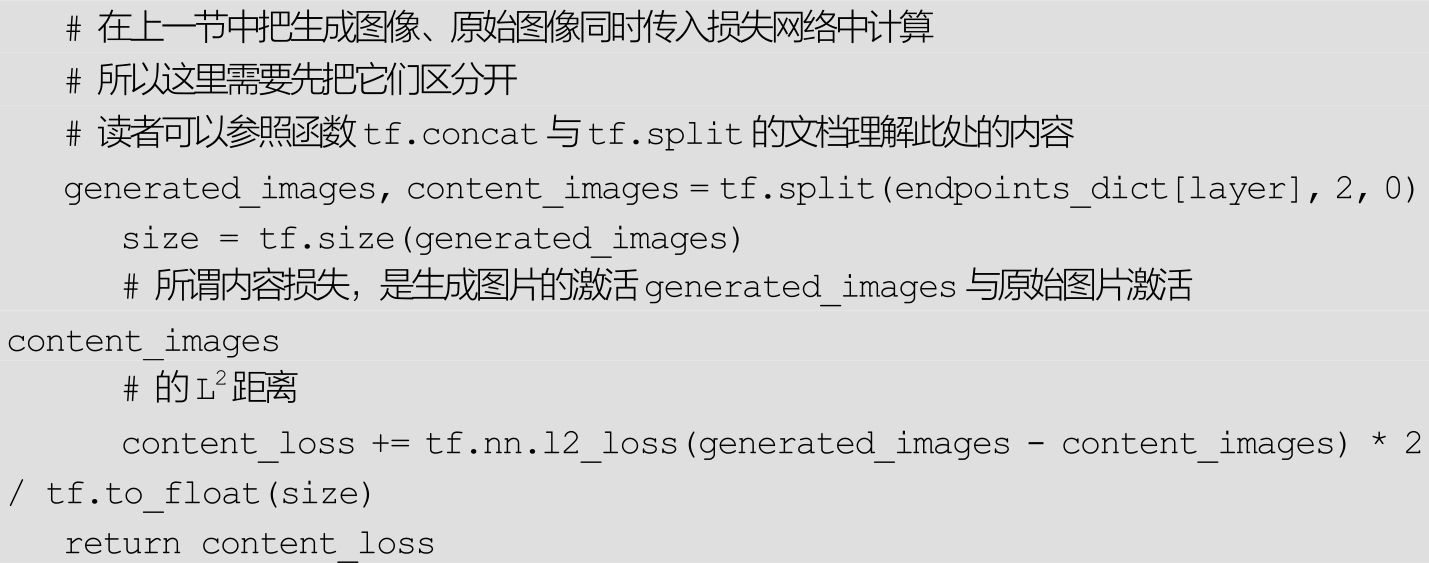 # 在上一节中把生成图像、原始图像同时传入损失网络中计算
# 所以这里需要先把它们区分开
# 读者可以参照函数 tf.concat 与 tf.split 的文档理解此处的内容
generated_images, content_images = tf.split(endpoints_dict[layer], 2, 0)
size = tf.size(generated_images)
# 所谓内容损失，是生成图片的激活 generated_images 与原始图片激活
content_images
# 的 L² 距离
content_loss += tf.nn.l2_loss(generated_images - content_images) * 2
/ tf.to_float(size)
return content_loss